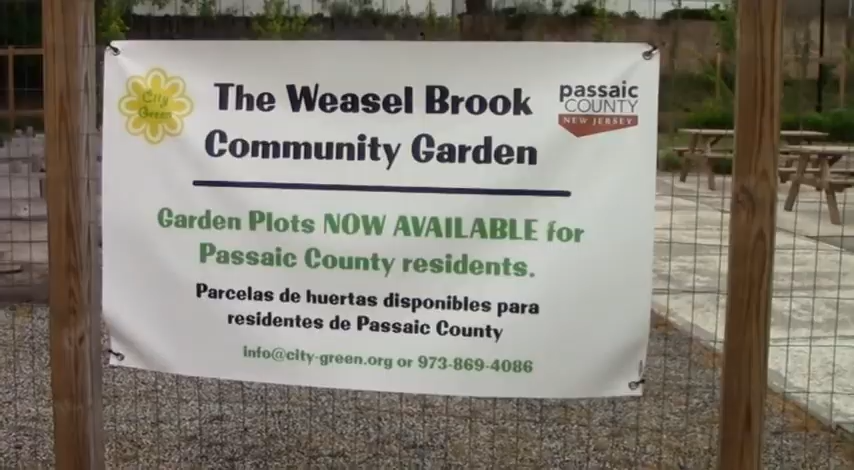 City
Green
The Weasel Brook
Community Garden
passaic
COUNTY
NEW JERSEY
Garden Plots NOW AVAILABLE for
Passaic County residents.
Parcelas de huertas disponibles para
residentes de Passaic County
info@city-green.org or 973-869-4086